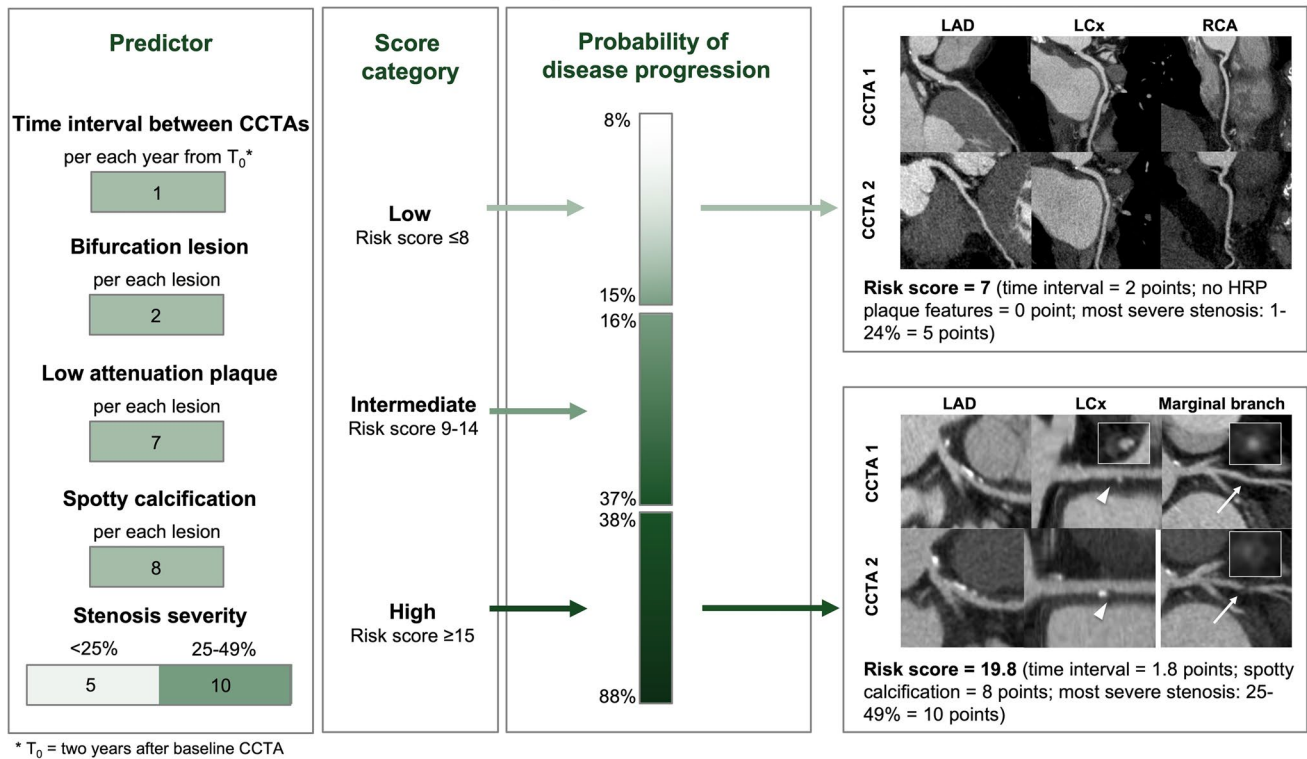 Predictor
Time interval between CCTAs
per each year from T0*
1
Bifurcation lesion
per each lesion
2
Low attenuation plaque
per each lesion
7
Spotty calcification
per each lesion
8
Stenosis severity
<25% 25-49%
5 10
* T0 = two years after baseline CCTA
Score
category
Low
Risk score ≤8
Intermediate
Risk score 9-14
High
Risk score ≥15
Probability of
disease progression
8%
15%
16%
37%
38%
88%
LAD LCx RCA
CCTA 1
CCTA 2
Risk score = 7 (time interval = 2 points; no HRP
plaque features = 0 point; most severe stenosis: 1-
24% = 5 points)
LAD LCx Marginal branch
CCTA 1
CCTA 2
Risk score = 19.8 (time interval = 1.8 points; spotty
calcification = 8 points; most severe stenosis: 25-
49% = 10 points)